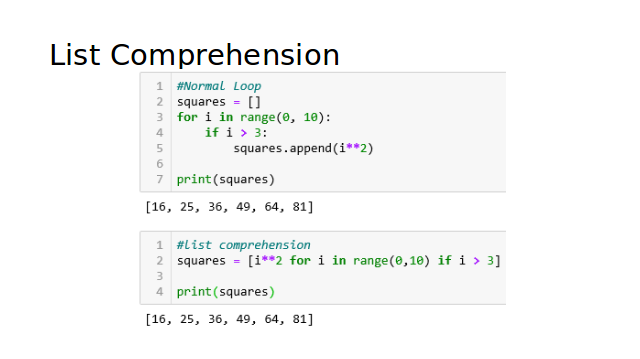 List Comprehension
1 #Normal Loop
2 squares = []
3 for i in range(0, 10):
4     if i > 3:
5         squares.append(i**2)
6
7 print(squares)
[16, 25, 36, 49, 64, 81]
1 #list comprehension
2 squares = [i**2 for i in range(0,10) if i > 3]
3
4 print(squares)
[16, 25, 36, 49, 64, 81]